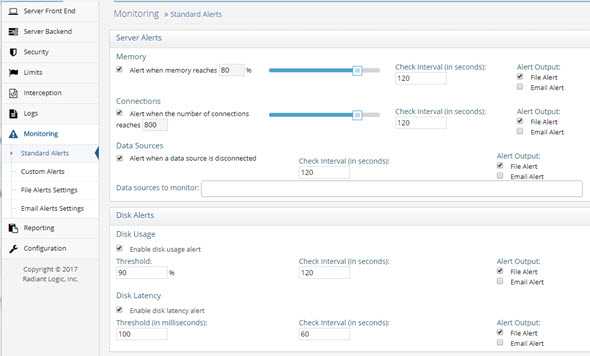 Server Front End
Server Backend
Security
Limits
Interception
Logs
Monitoring
Standard Alerts
Custom Alerts
File Alerts Settings
Email Alerts Settings
Reporting
Configuration
Copyright © 2017
Radiant Logic, Inc.
Monitoring » Standard Alerts
Server Alerts
Memory
Alert when memory reaches 80 %
Check Interval (in seconds):
120
Alert Output:
File Alert
Email Alert
Connections
Alert when the number of connections
reaches 800
Check Interval (in seconds):
120
Alert Output:
File Alert
Email Alert
Data Sources
Alert when a data source is disconnected
Check Interval (in seconds):
120
Alert Output:
File Alert
Email Alert
Data sources to monitor:
Disk Alerts
Disk Usage
Enable disk usage alert
Threshold:
90 %
Check Interval (in seconds):
120
Alert Output:
File Alert
Email Alert
Disk Latency
Enable disk latency alert
Threshold (in milliseconds):
100
Check Interval (in seconds):
60
Alert Output:
File Alert
Email Alert